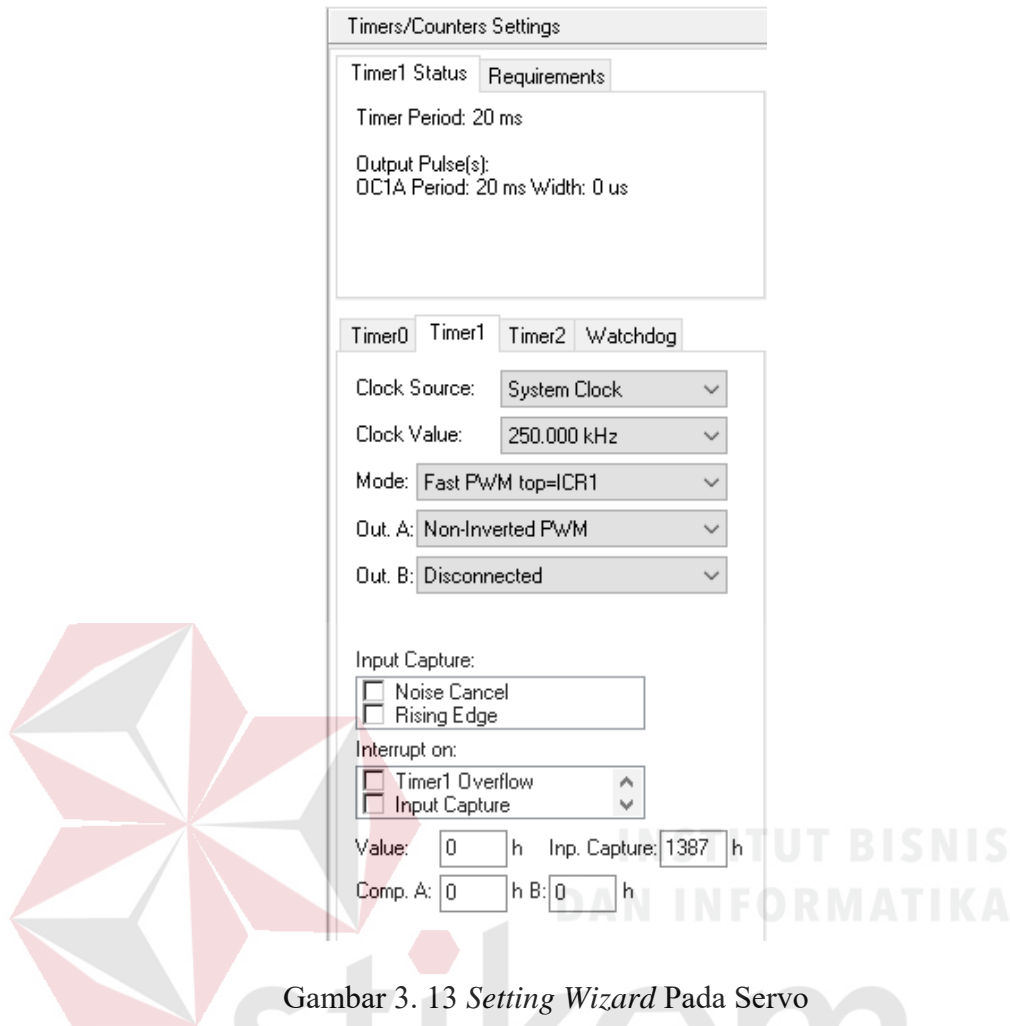 Timers/Counters Settings
Timer1 Status Requirements
Timer Period: 20 ms
Output Pulse(s):
OC1A Period: 20 ms Width: 0 us
Timer0 Timer1 Timer2 Watchdog
Clock Source: System Clock
Clock Value: 250.000 kHz
Mode: Fast PWM top=ICR1
Out. A: Non-Inverted PWM
Out. B: Disconnected
Input Capture:
Noise Cancel
Rising Edge
Interrupt on:
Timer1 Overflow
Input Capture
Value: 0 h Inp. Capture: 1387 h
Comp. A: 0 h B: 0 h
INSTITUT BISNIS
DAN INFORMATIKA
stikom
Gambar 3. 13 Setting Wizard Pada Servo